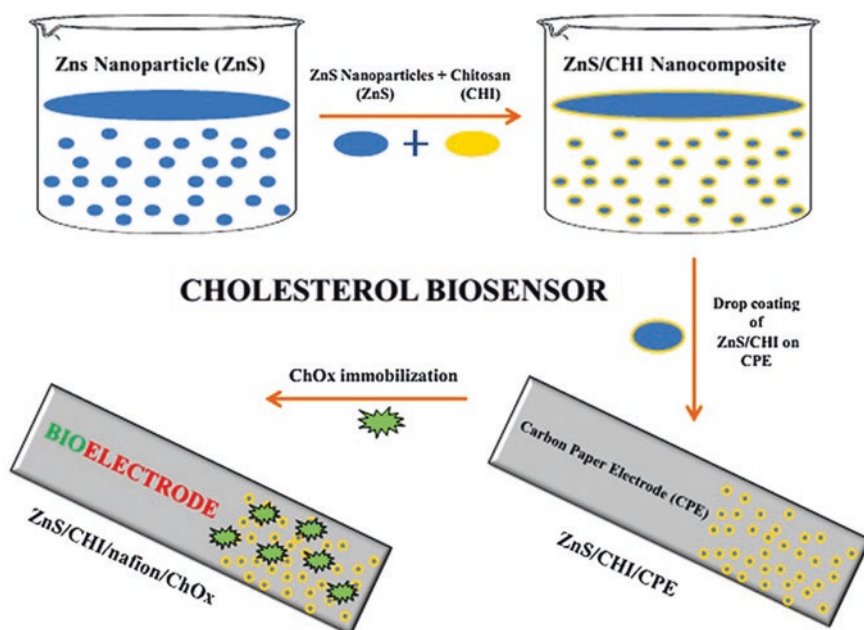 Zns Nanoparticle (ZnS)
ZnS Nanoparticles + Chitosan
(ZnS) (CHI)
+
ZnS/CHI Nanocomposite
CHOLESTEROL BIOSENSOR
Drop coating
of
ZnS/CHI on
CPE
ChOx immobilization
Carbon Paper Electrode (CPE)
ZnS/CHI/CPE
BIOELECTRODE
ZnS/CHI/nafion/ChOx